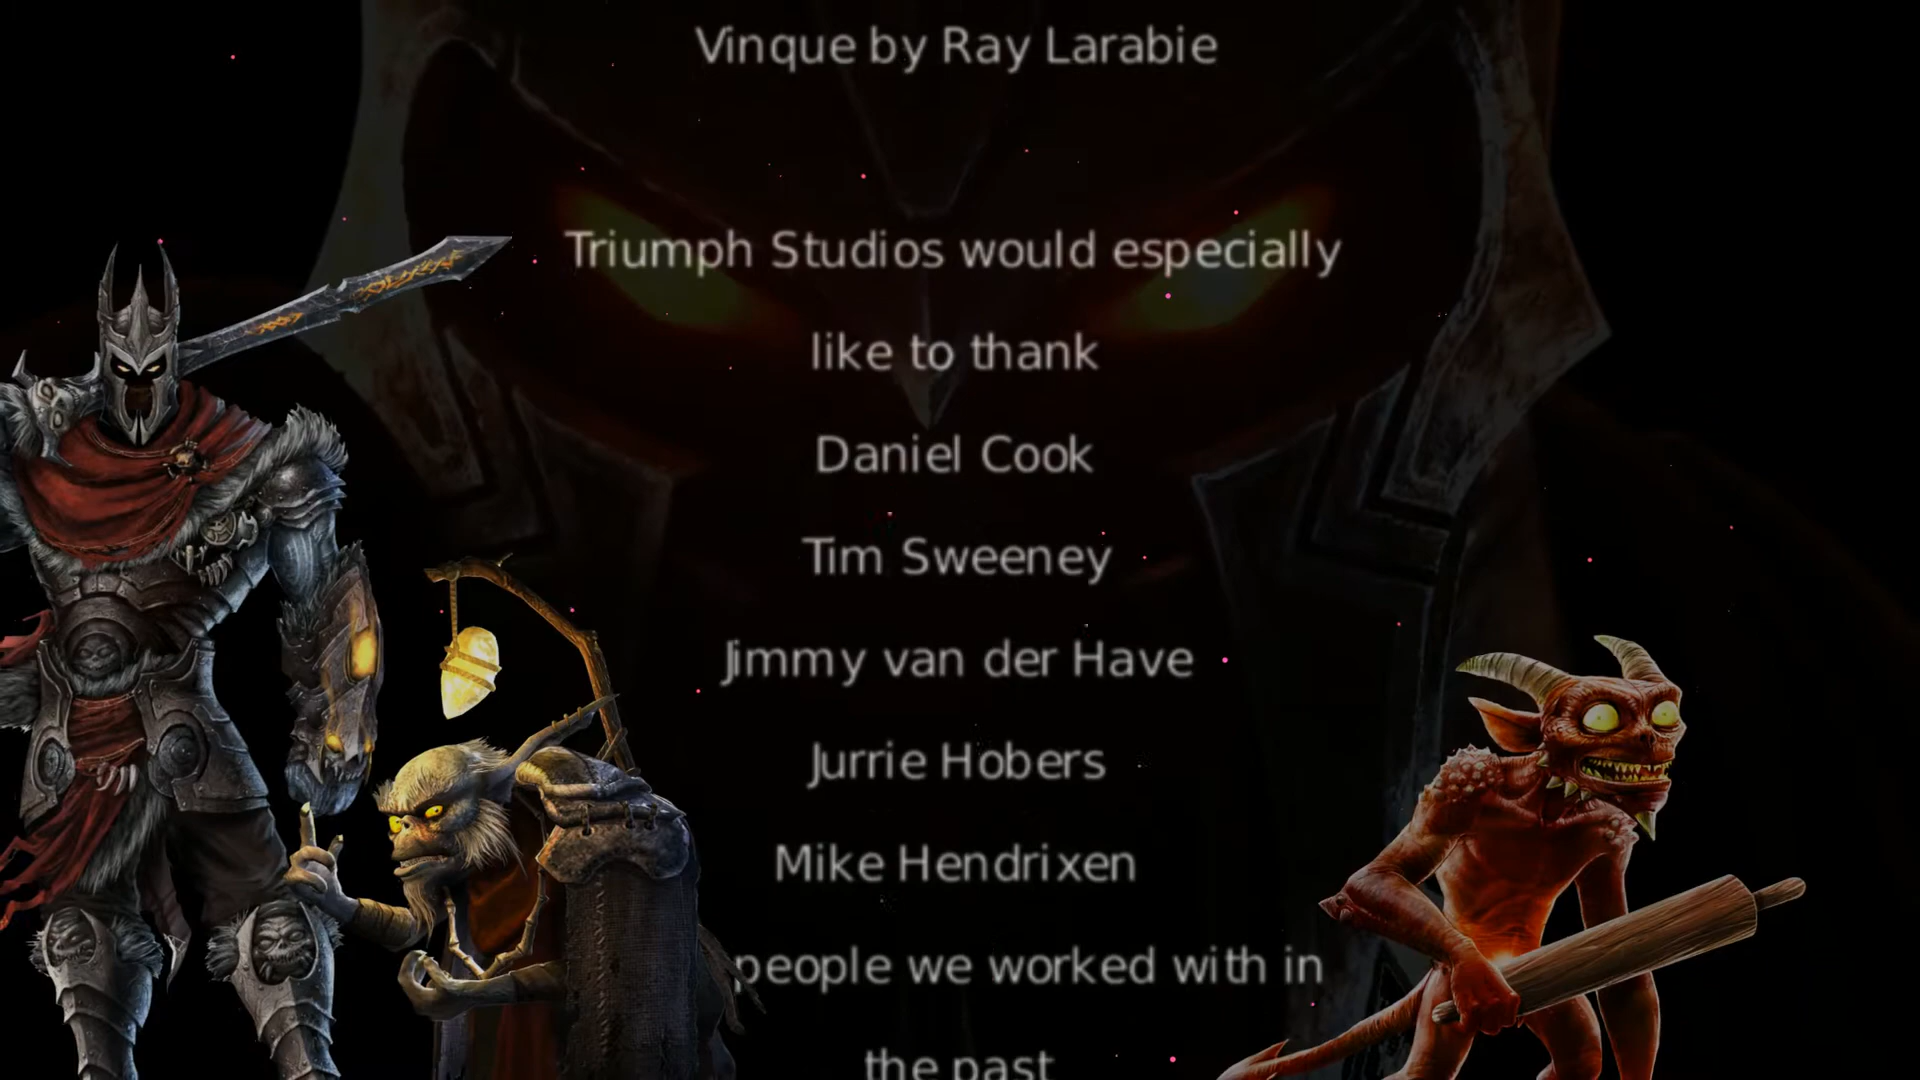 Vinque by Ray Larabie
Triumph Studios would especially
like to thank
Daniel Cook
Tim Sweeney
Jimmy van der Have
Jurrie Hobers
Mike Hendrixen
people we worked with in
the past